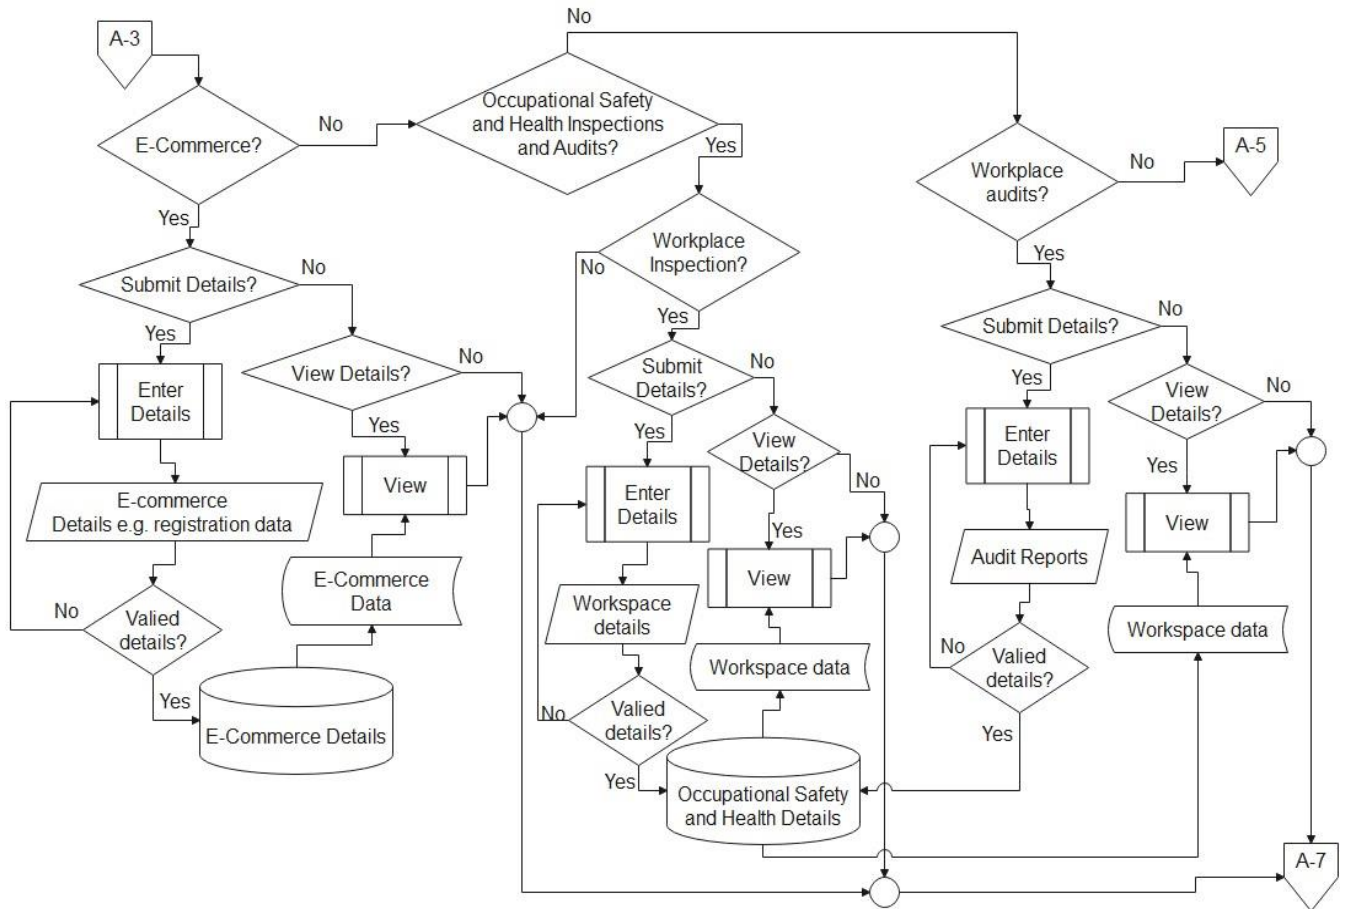 No
A-3
Occupational Safety
and Health Inspections
and Audits?
No
E-Commerce?
Yes
Workplace
audits?
No
A-5
Yes
Workplace
Inspection?
No
Yes
Submit Details?
No
Yes
Yes
Submit Details?
No
Yes
View Details?
No
Submit
Details?
No
Yes
View
Details?
No
Enter
Details
Yes
Yes
View
Details?
No
Enter
Details
Yes
View
E-commerce
Details e.g. registration data
Enter
Details
Yes
View
View
Audit Reports
E-Commerce
Data
No
Valied
details?
Workspace
details
Workspace data
Workspace data
No
Valied
details?
Yes
E-Commerce Details
No
Valied
details?
Yes
Yes
Occupational Safety
and Health Details
A-7